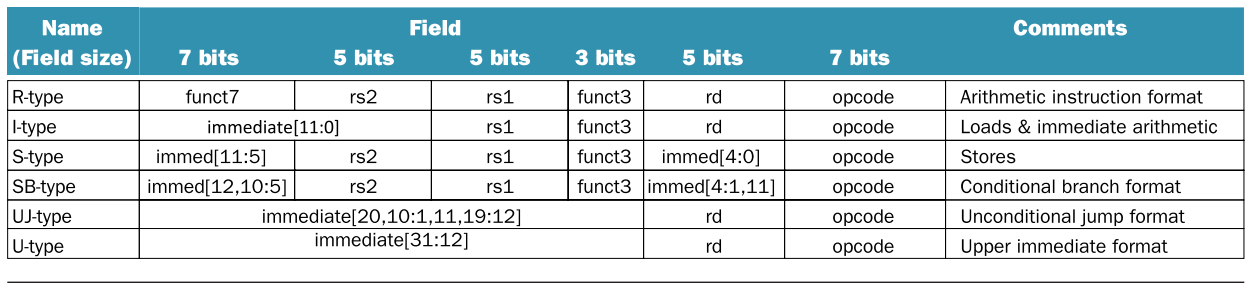 Name Field Comments
(Field size) 7 bits 5 bits 5 bits 3 bits 5 bits 7 bits
R-type funct7 rs2 rs1 funct3 rd opcode Arithmetic instruction format
I-type immediate[11:0] rs1 funct3 rd opcode Loads & immediate arithmetic
S-type immed[11:5] rs2 rs1 funct3 immed[4:0] opcode Stores
SB-type immed[12,10:5] rs2 rs1 funct3 immed[4:1,11] opcode Conditional branch format
UJ-type immediate[20,10:1,11,19:12] rd opcode Unconditional jump format
U-type immediate[31:12] rd opcode Upper immediate format